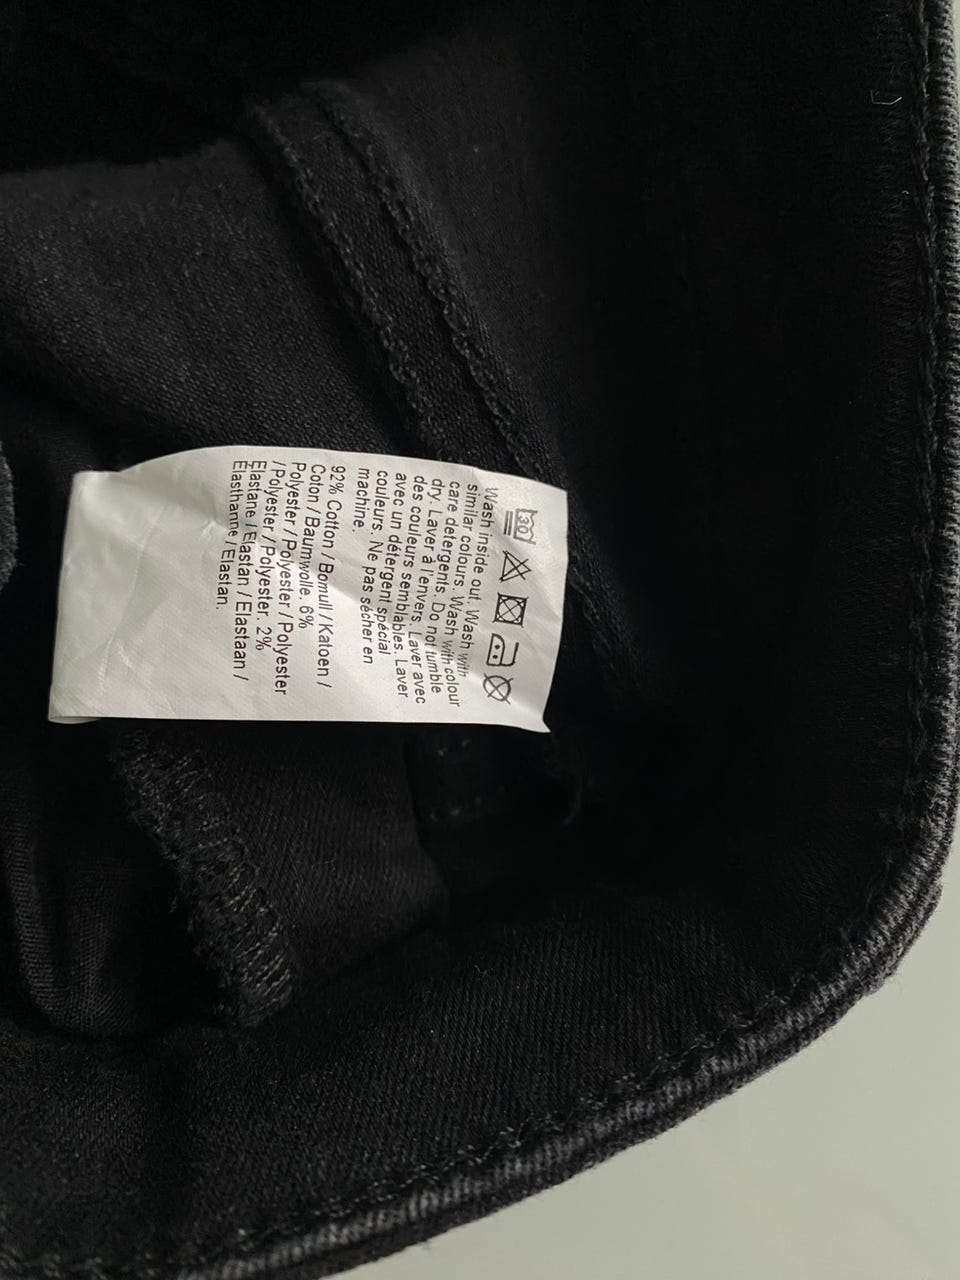 30
Wash inside out. Wash with
similar colours. Wash with colour
care detergents. Do not tumble
dry. Laver à l'envers. Laver avec
des couleurs semblables. Laver
avec un détergent spécial
couleurs. Ne pas sécher en
machine.
92% Cotton / Bomull / Katoen /
Coton / Baumwolle. 6%
Polyester / Polyester / Polyester
/ Polyester / Polyester. 2%
Elastane / Elastan / Elastaan /
Elasthanne / Elastan.